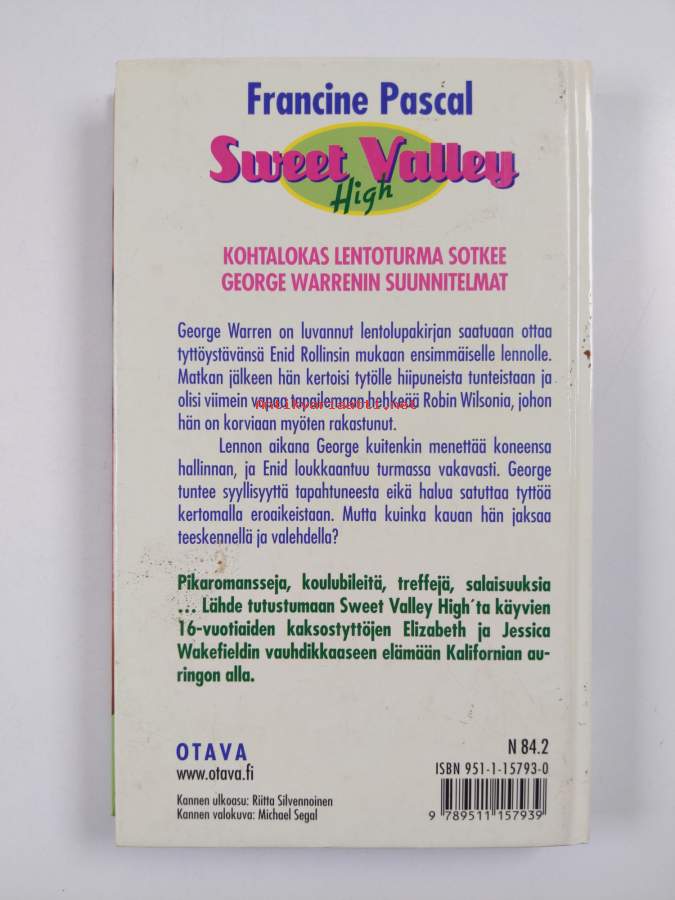 Francine Pascal
Sweet Valley
High
KOHTALOKAS LENTOTURMA SOTKEE
GEORGE WARRENIN SUUNNITELMAT
George Warren on luvannut lentolupakirjan saatuaan ottaa
tyttöystävänsä Enid Rollinsin mukaan ensimmäiselle lennolle.
Matkan jälkeen hän kertoisi tytölle hiipuneista tunteistaan ja
olisi viimein vapaa tapailemaan hehkeää Robin Wilsonia, johon
Antikvariaatti.net
hän on korviaan myöten rakastunut.
Lennon aikana George kuitenkin menettää koneensa
hallinnan, ja Enid loukkaantuu turmassa vakavasti. George
tuntee syyllisyyttä tapahtuneesta eikä halua satuttaa tyttöä
kertomalla eroaikeistaan. Mutta kuinka kauan hän jaksaa
teeskennellä ja valehdella?
Pikaromansseja, koulubileitä, treffejä, salaisuuksia
... Lähde tutustumaan Sweet Valley High´ta käyvien
16-vuotiaiden kaksostyttöjen Elizabeth ja Jessica
Wakefieldin vauhdikkaaseen elämään Kalifornian au-
ringon alla.
OTAVA
www.otava.fi
Kannen ulkoasu: Riitta Silvennoinen
Kannen valokuva: Michael Segal
N 84.2
ISBN 951-1-15793-0
9 789511 157939